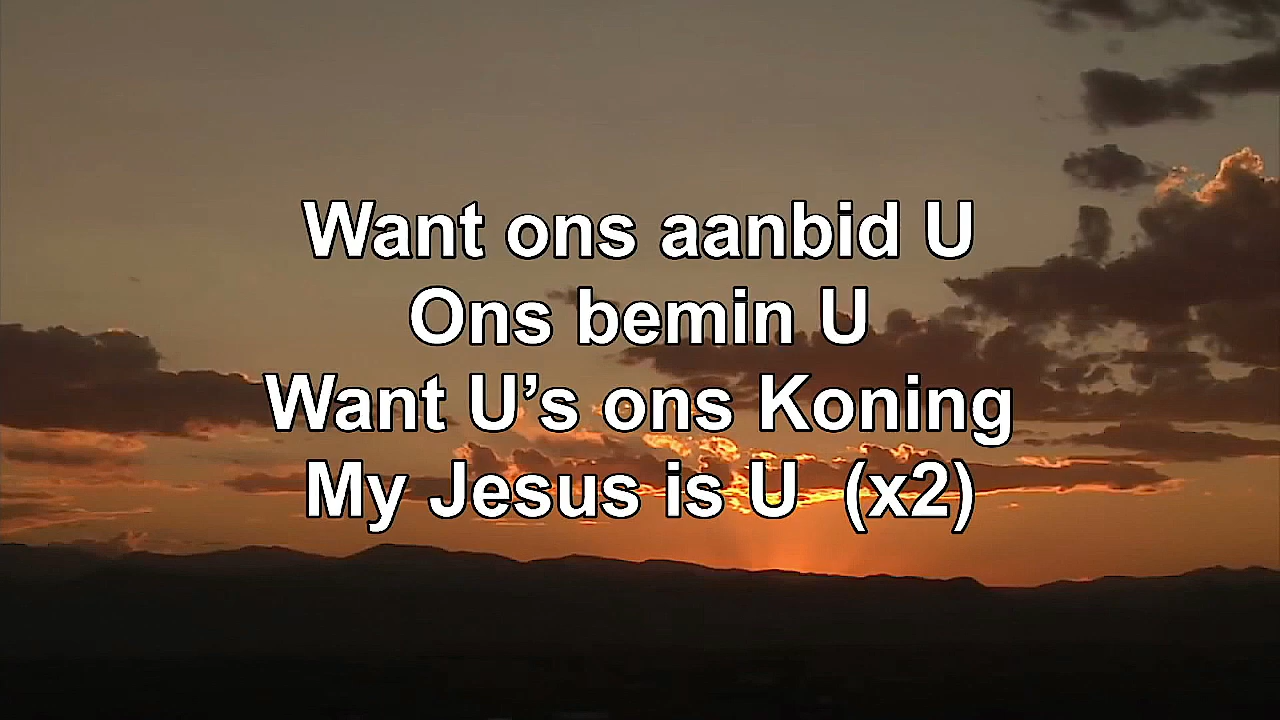 Want ons aanbid U
Ons bemin U
Want U’s ons Koning
My Jesus is U  (x2)